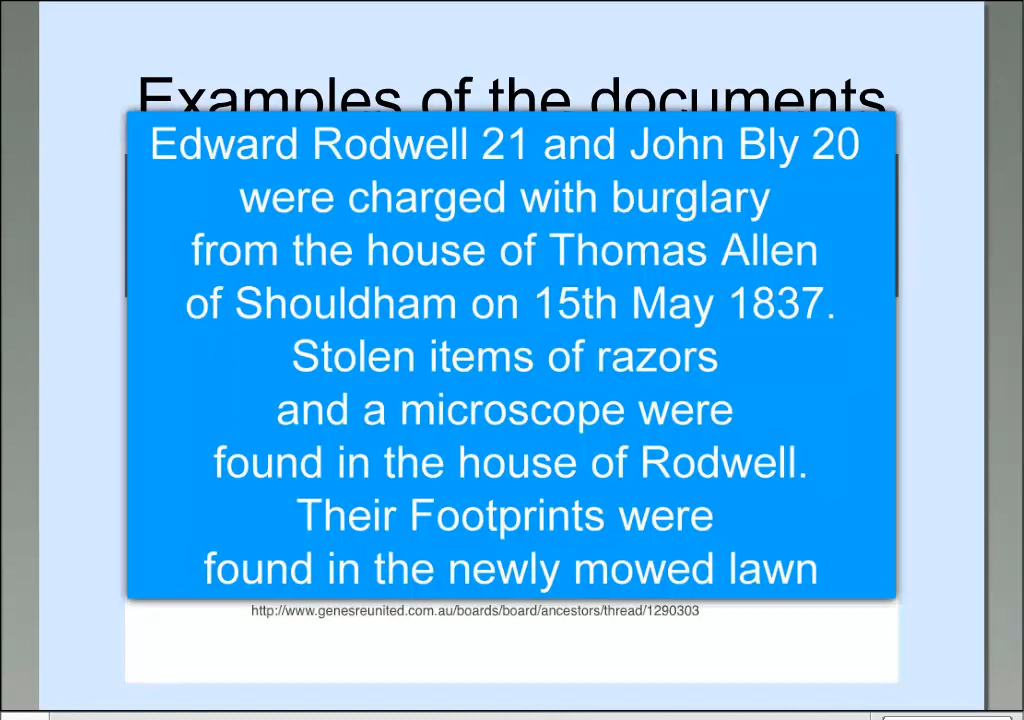 Examples of the documents
Edward Rodwell 21 and John Bly 20
were charged with burglary
from the house of Thomas Allen
of Shouldham on 15th May 1837.
Stolen items of razors
and a microscope were
found in the house of Rodwell.
Their Footprints were
found in the newly mowed lawn
http://www.genesreunited.com.au/boards/board/ancestors/thread/1290303